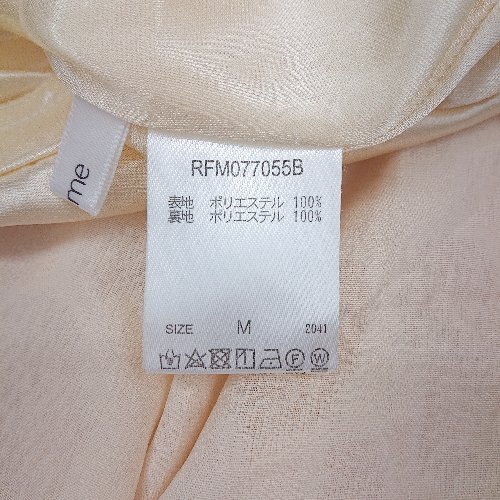 me
RFM077055B
表地 ポリエステル 100%
裏地 ポリエステル 100%
SIZE M 2041
F W